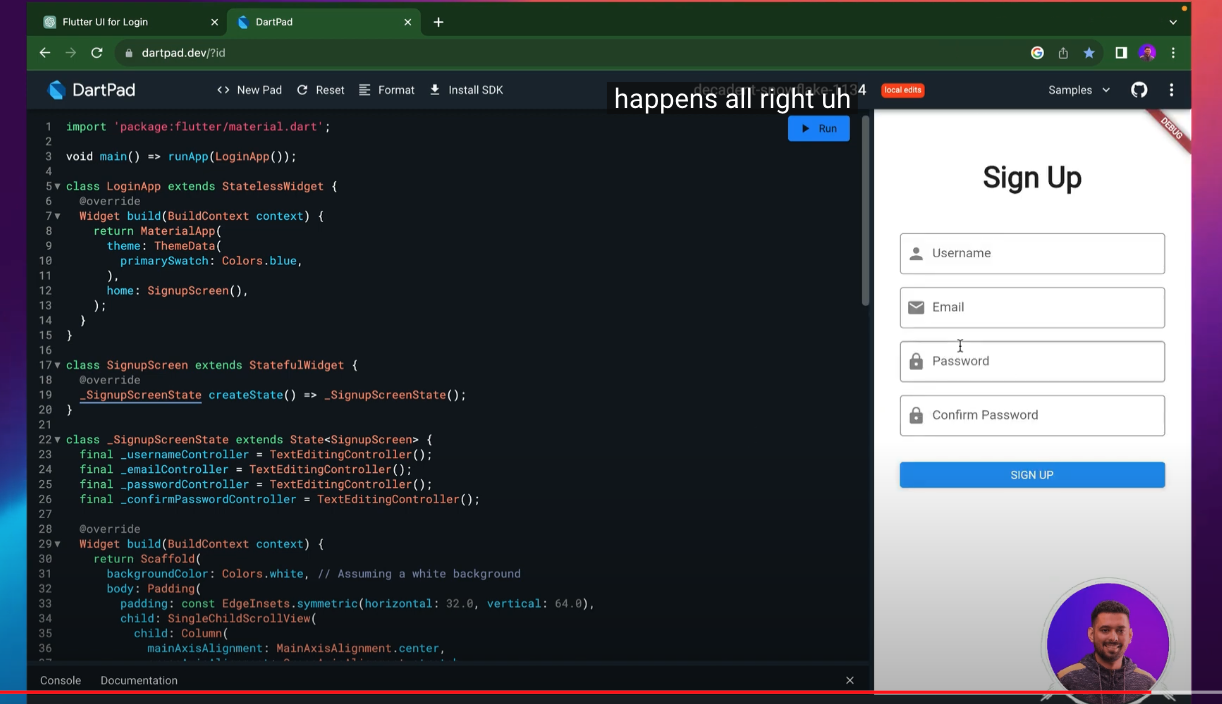 Flutter UI for Login
DartPad
dartpad.dev/?id
DartPad
New Pad
Reset
Format
Install SDK
happens all right uh
4
local edits
Samples
Run
DEBUG
1 import 'package:flutter/material.dart';
2
3 void main() => runApp(LoginApp());
4
5 class LoginApp extends StatelessWidget {
6 @override
7 Widget build(BuildContext context) {
8 return MaterialApp(
9 theme: ThemeData(
10 primarySwatch: Colors.blue,
11 ),
12 home: SignupScreen(),
13 );
14 }
15 }
16
17 class SignupScreen extends StatefulWidget {
18 @override
19 _SignupScreenState createState() => _SignupScreenState();
20 }
21
22 class _SignupScreenState extends State<SignupScreen> {
23 final _usernameController = TextEditingController();
24 final _emailController = TextEditingController();
25 final _passwordController = TextEditingController();
26 final _confirmPasswordController = TextEditingController();
27
28 @override
29 Widget build(BuildContext context) {
30 return Scaffold(
31 backgroundColor: Colors.white, // Assuming a white background
32 body: Padding(
33 padding: const EdgeInsets.symmetric(horizontal: 32.0, vertical: 64.0),
34 child: SingleChildScrollView(
35 child: Column(
36 mainAxisAlignment: MainAxisAlignment.center,
Sign Up
Username
Email
Password
Confirm Password
SIGN UP
Console
Documentation